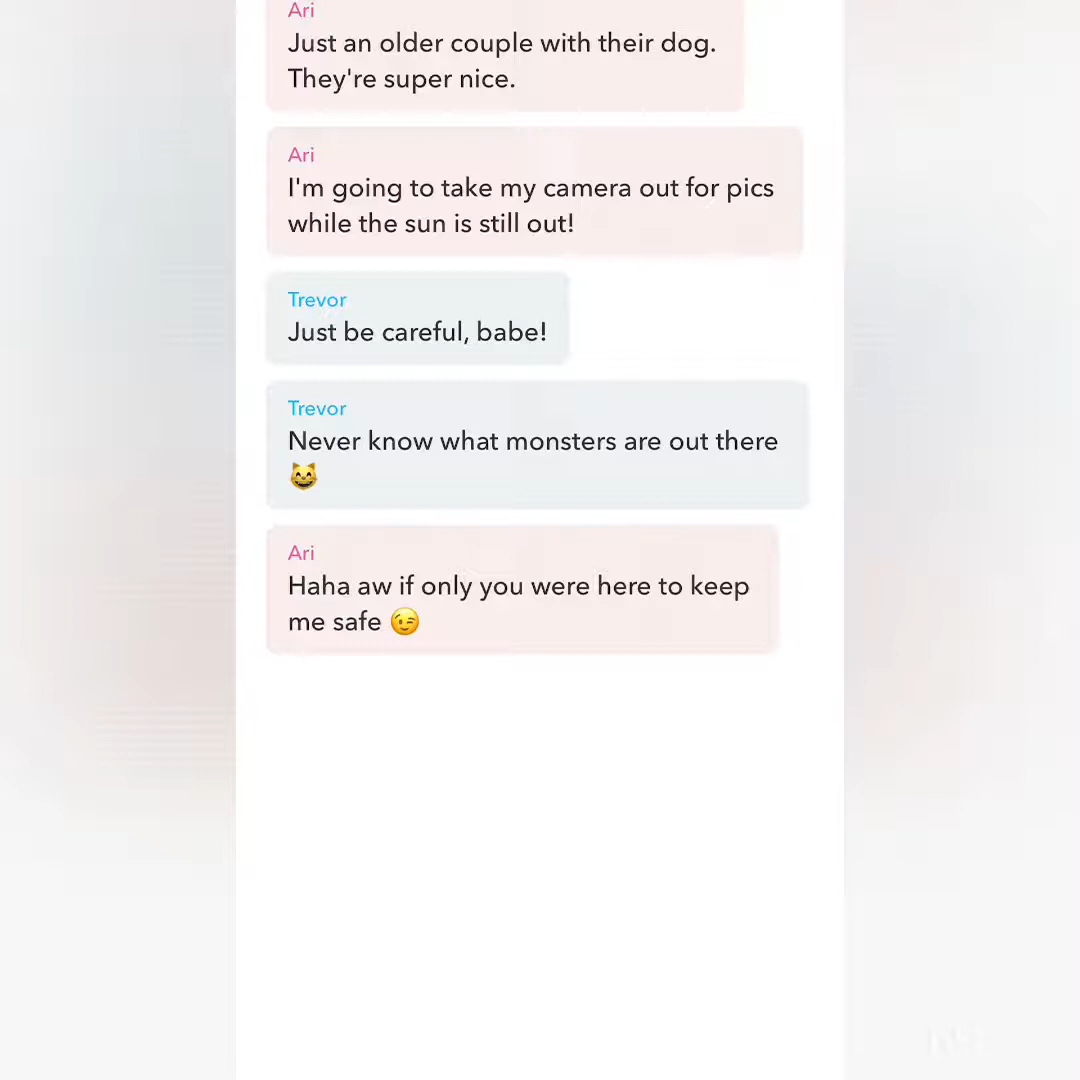 Ari
Just an older couple with their dog.
They're super nice.
Ari
I'm going to take my camera out for pics
while the sun is still out!
Trevor
Just be careful, babe!
Trevor
Never know what monsters are out there
😸
Ari
Haha aw if only you were here to keep
me safe 😉